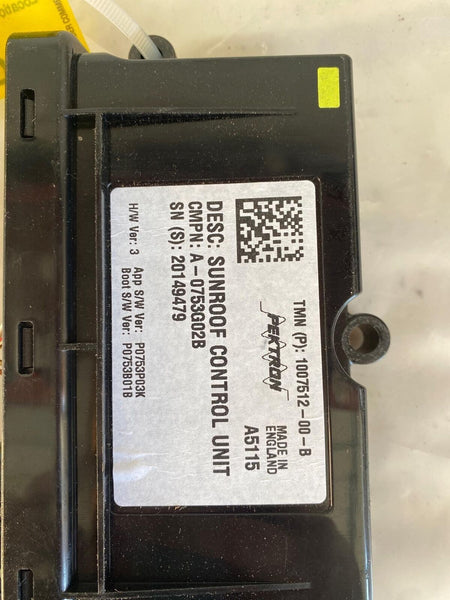 TMN (P): 1007512-00-B
PEKTRON
MADE IN
ENGLAND
A5115
DESC: SUNROOF CONTROL UNIT
CMPN: A-0753G02B
SN (S): 20149479
H/W Ver: 3 App S/W Ver: P0753P03K
Boot S/W Ver: P0753B01B